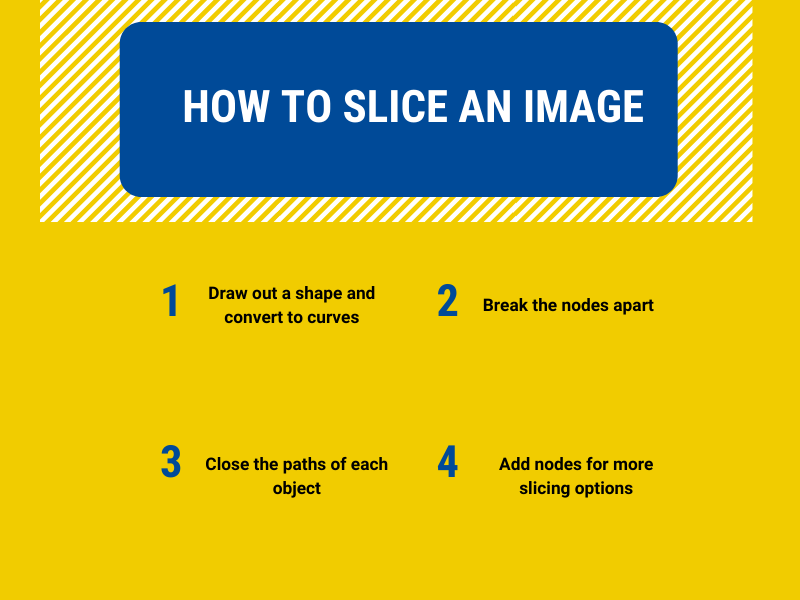 HOW TO SLICE AN IMAGE
1
Draw out a shape and
convert to curves
2
Break the nodes apart
3
Close the paths of each
object
4
Add nodes for more
slicing options